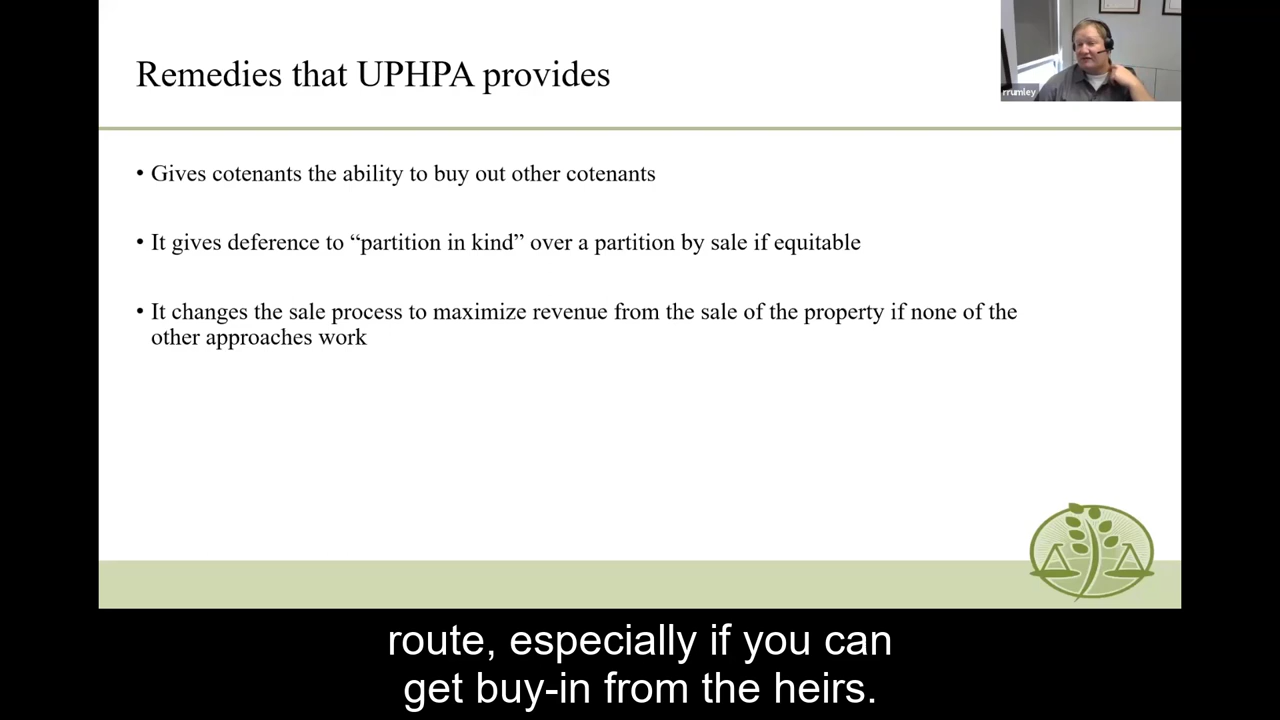 Remedies that UPHPA provides
rrumley
• Gives cotenants the ability to buy out other cotenants
• It gives deference to “partition in kind” over a partition by sale if equitable
• It changes the sale process to maximize revenue from the sale of the property if none of the
other approaches work
route, especially if you can
get buy-in from the heirs.